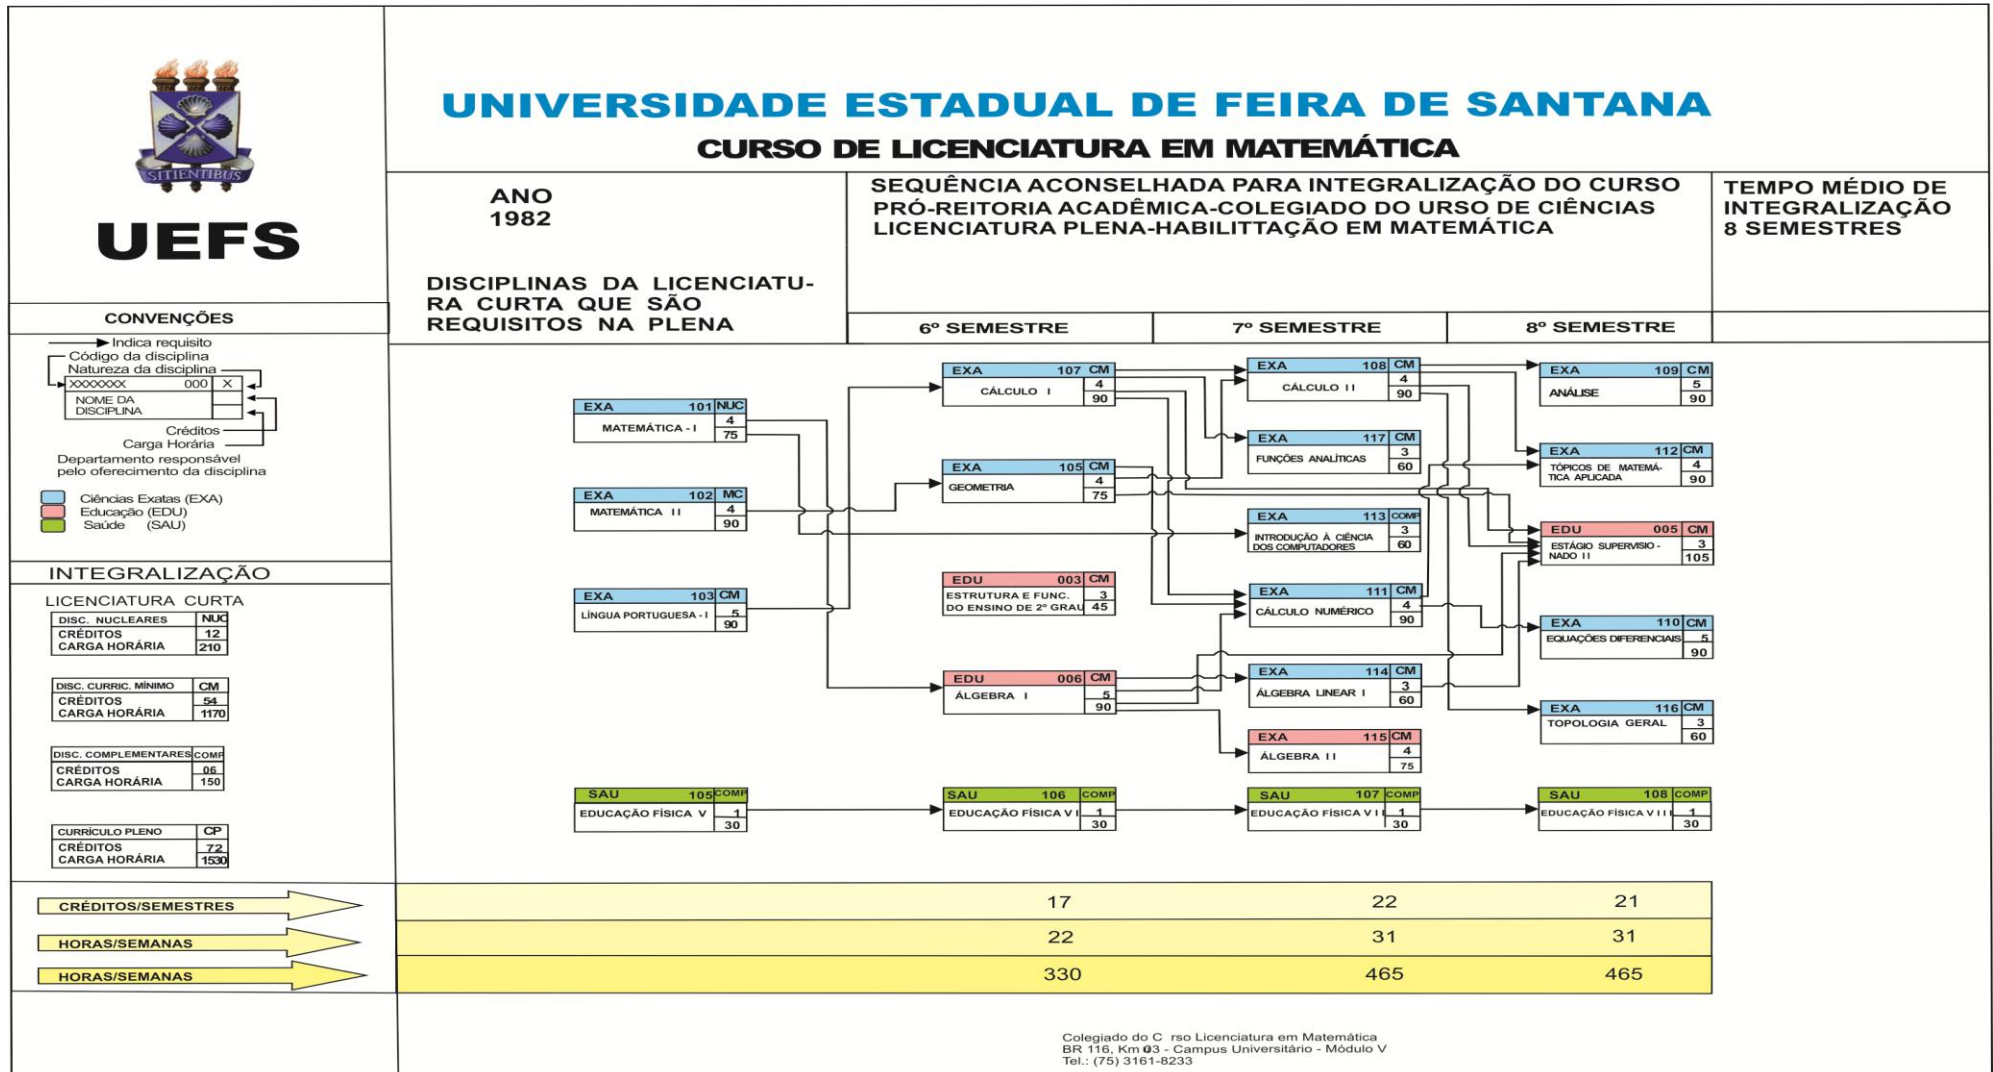 SITIENTIBUS
UEFS
UNIVERSIDADE ESTADUAL DE FEIRA DE SANTANA
CURSO DE LICENCIATURA EM MATEMÁTICA
ANO
1982
DISCIPLINAS DA LICENCIATU-
RA CURTA QUE SÃO
REQUISITOS NA PLENA
SEQUÊNCIA ACONSELHADA PARA INTEGRALIZAÇÃO DO CURSO
PRÓ-REITORIA ACADÊMICA-COLEGIADO DO URSO DE CIÊNCIAS
LICENCIATURA PLENA-HABILITTAÇÃO EM MATEMÁTICA
TEMPO MÉDIO DE
INTEGRALIZAÇÃO
8 SEMESTRES
6º SEMESTRE
7º SEMESTRE
8º SEMESTRE
CONVENÇÕES
Indica requisito
Código da disciplina
Natureza da disciplina
XXXXXXX 000 X
NOME DA
DISCIPLINA
Créditos
Carga Horária
Departamento responsável
pelo oferecimento da disciplina
Ciências Exatas (EXA)
Educação (EDU)
Saúde (SAU)
INTEGRALIZAÇÃO
LICENCIATURA CURTA
DISC. NUCLEARES NUC
CRÉDITOS 12
CARGA HORÁRIA 210
DISC. CURRIC. MÍNIMO CM
CRÉDITOS 54
CARGA HORÁRIA 1170
DISC. COMPLEMENTARES COMP
CRÉDITOS 06
CARGA HORÁRIA 150
CURRÍCULO PLENO CP
CRÉDITOS 72
CARGA HORÁRIA 1530
EXA 101 NUC
MATEMÁTICA - I 4
75
EXA 102 MC
MATEMÁTICA II 4
90
EXA 103 CM
LÍNGUA PORTUGUESA - I 5
90
SAU 105 COMP
EDUCAÇÃO FÍSICA V 1
30
EXA 107 CM
CÁLCULO I 4
90
EXA 105 CM
GEOMETRIA 4
75
EDU 003 CM
ESTRUTURA E FUNC. 3
DO ENSINO DE 2º GRAU 45
EDU 006 CM
ÁLGEBRA I 5
90
SAU 106 COMP
EDUCAÇÃO FÍSICA V I 1
30
EXA 108 CM
CÁLCULO II 4
90
EXA 117 CM
FUNÇÕES ANALÍTICAS 3
60
EXA 113 COMP
INTRODUÇÃO À CIÊNCIA 3
DOS COMPUTADORES 60
EXA 111 CM
CÁLCULO NUMÉRICO 4
90
EXA 114 CM
ÁLGEBRA LINEAR I 3
60
EXA 115 CM
ÁLGEBRA II 4
75
SAU 107 COMP
EDUCAÇÃO FÍSICA V I I 1
30
EXA 109 CM
ANÁLISE 5
90
EXA 112 CM
TÓPICOS DE MATEMÁ- 4
TICA APLICADA 90
EDU 005 CM
ESTÁGIO SUPERVISIO - 3
NADO II 105
EXA 110 CM
EQUAÇÕES DIFERENCIAIS 5
90
EXA 116 CM
TOPOLOGIA GERAL 3
60
SAU 108 COMP
EDUCAÇÃO FÍSICA V I I I 1
30
CRÉDITOS/SEMESTRES 17 22 21
HORAS/SEMANAS 22 31 31
HORAS/SEMANAS 330 465 465
Colegiado do C rso Licenciatura em Matemática
BR 116, Km 03 - Campus Universitário - Módulo V
Tel.: (75) 3161-8233